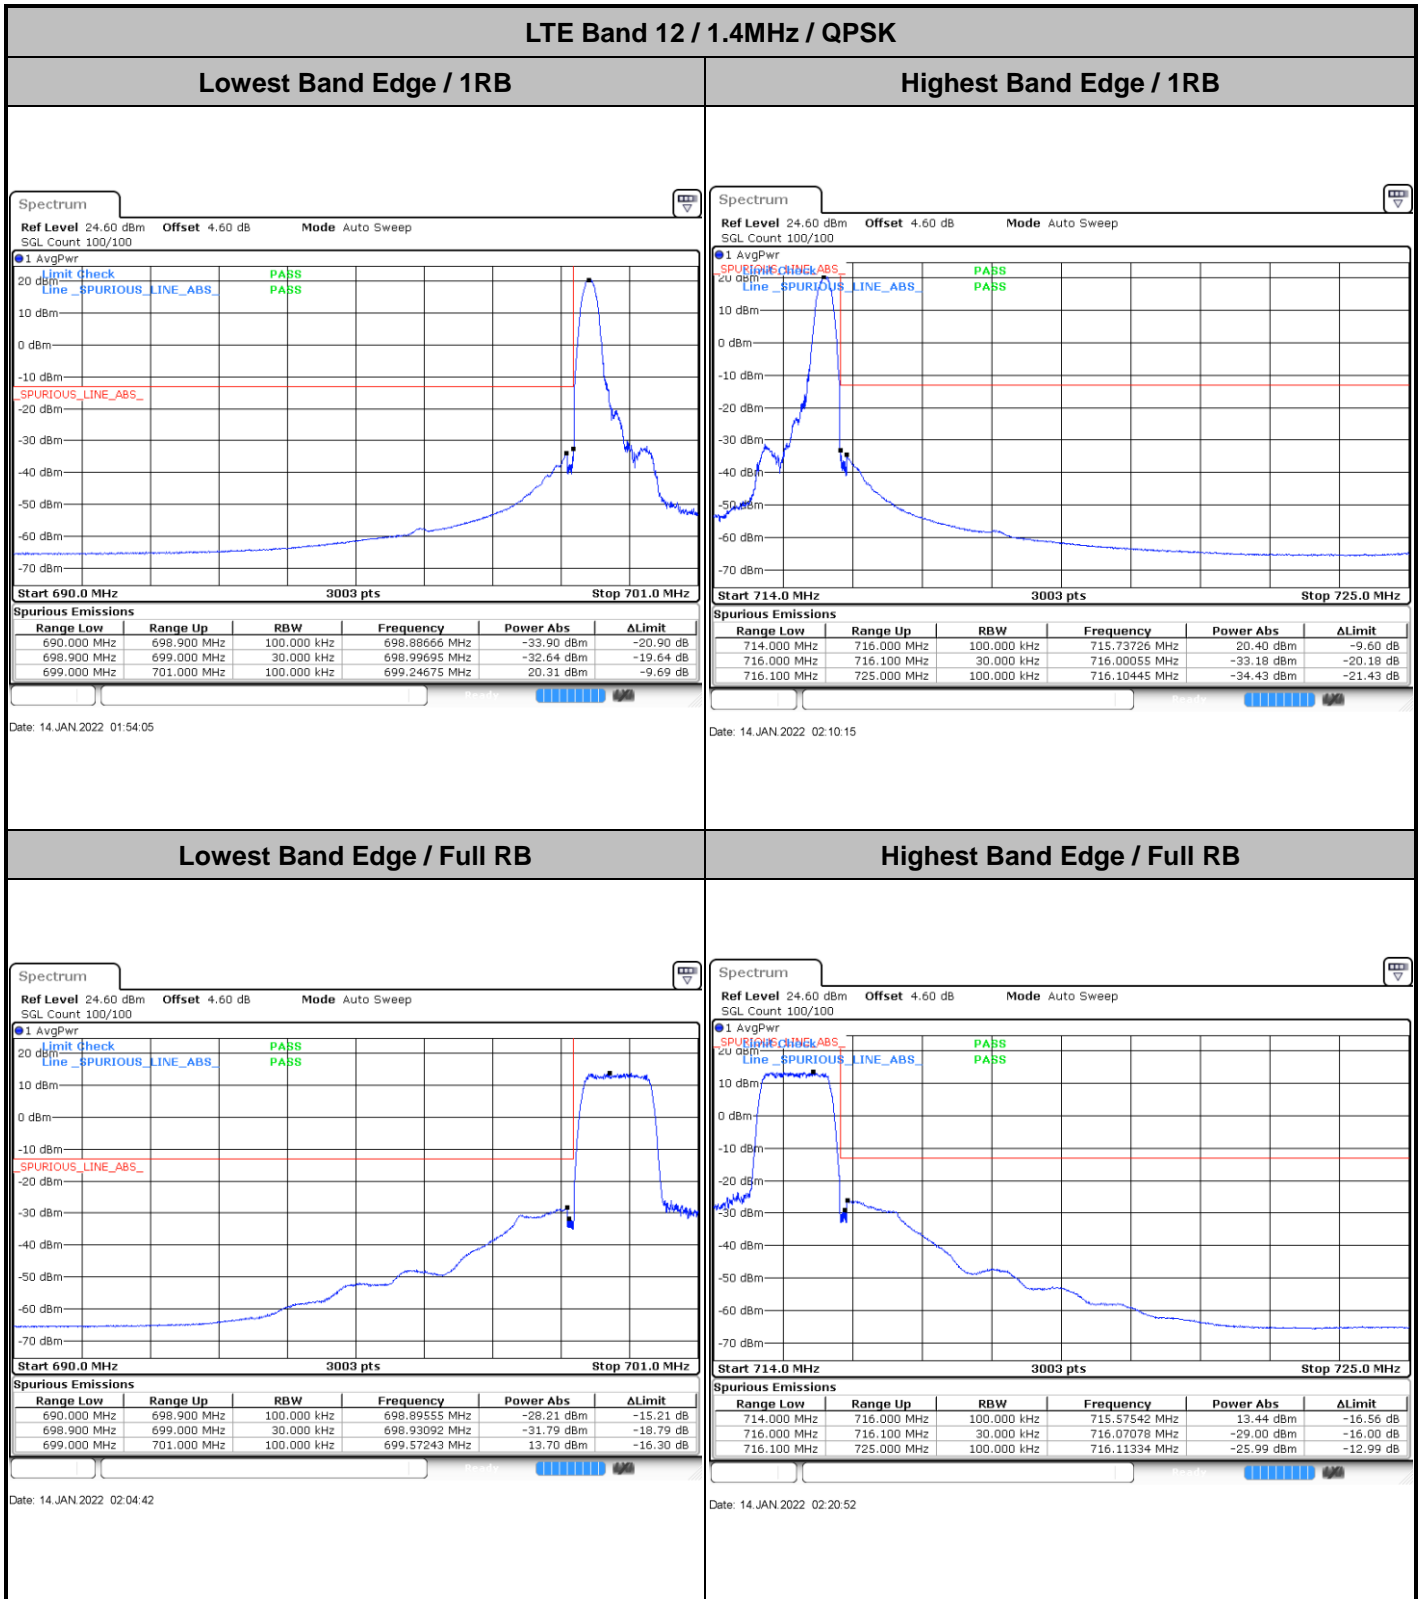 LTE Band 12 / 1.4MHz / QPSK
Lowest Band Edge / 1RB
Highest Band Edge / 1RB
Spectrum
Ref Level 24.60 dBm Offset 4.60 dB Mode Auto Sweep
SGL Count 100/100
1 AvgPwr
Limit Check PASS
20 dBm
Line _SPURIOUS_LINE_ABS_ PASS
10 dBm
0 dBm
-10 dBm
_SPURIOUS_LINE_ABS_
-20 dBm
-30 dBm
-40 dBm
-50 dBm
-60 dBm
-70 dBm
Start 690.0 MHz 3003 pts Stop 701.0 MHz
Spurious Emissions
Range Low Range Up RBW Frequency Power Abs ΔLimit
690.000 MHz 698.900 MHz 100.000 kHz 698.88666 MHz -33.90 dBm -20.90 dB
698.900 MHz 699.000 MHz 30.000 kHz 698.99695 MHz -32.64 dBm -19.64 dB
699.000 MHz 701.000 MHz 100.000 kHz 699.24675 MHz 20.31 dBm -9.69 dB
Ready
Date: 14.JAN.2022 01:54:05
Spectrum
Ref Level 24.60 dBm Offset 4.60 dB Mode Auto Sweep
SGL Count 100/100
1 AvgPwr
_SPURIOUS_LINE_ABS_
Limit Check PASS
20 dBm
Line _SPURIOUS_LINE_ABS_ PASS
10 dBm
0 dBm
-10 dBm
-20 dBm
-30 dBm
-40 dBm
-50 dBm
-60 dBm
-70 dBm
Start 714.0 MHz 3003 pts Stop 725.0 MHz
Spurious Emissions
Range Low Range Up RBW Frequency Power Abs ΔLimit
714.000 MHz 716.000 MHz 100.000 kHz 715.73726 MHz 20.40 dBm -9.60 dB
716.000 MHz 716.100 MHz 30.000 kHz 716.00055 MHz -33.18 dBm -20.18 dB
716.100 MHz 725.000 MHz 100.000 kHz 716.10445 MHz -34.43 dBm -21.43 dB
Ready
Date: 14.JAN.2022 02:10:15
Lowest Band Edge / Full RB
Highest Band Edge / Full RB
Spectrum
Ref Level 24.60 dBm Offset 4.60 dB Mode Auto Sweep
SGL Count 100/100
1 AvgPwr
Limit Check PASS
20 dBm
Line _SPURIOUS_LINE_ABS_ PASS
10 dBm
0 dBm
-10 dBm
_SPURIOUS_LINE_ABS_
-20 dBm
-30 dBm
-40 dBm
-50 dBm
-60 dBm
-70 dBm
Start 690.0 MHz 3003 pts Stop 701.0 MHz
Spurious Emissions
Range Low Range Up RBW Frequency Power Abs ΔLimit
690.000 MHz 698.900 MHz 100.000 kHz 698.89555 MHz -28.21 dBm -15.21 dB
698.900 MHz 699.000 MHz 30.000 kHz 698.93092 MHz -31.79 dBm -18.79 dB
699.000 MHz 701.000 MHz 100.000 kHz 699.57243 MHz 13.70 dBm -16.30 dB
Ready
Date: 14.JAN.2022 02:04:42
Spectrum
Ref Level 24.60 dBm Offset 4.60 dB Mode Auto Sweep
SGL Count 100/100
1 AvgPwr
_SPURIOUS_LINE_ABS_
Limit Check PASS
20 dBm
Line _SPURIOUS_LINE_ABS_ PASS
10 dBm
0 dBm
-10 dBm
-20 dBm
-30 dBm
-40 dBm
-50 dBm
-60 dBm
-70 dBm
Start 714.0 MHz 3003 pts Stop 725.0 MHz
Spurious Emissions
Range Low Range Up RBW Frequency Power Abs ΔLimit
714.000 MHz 716.000 MHz 100.000 kHz 715.57542 MHz 13.44 dBm -16.56 dB
716.000 MHz 716.100 MHz 30.000 kHz 716.07078 MHz -29.00 dBm -16.00 dB
716.100 MHz 725.000 MHz 100.000 kHz 716.11334 MHz -25.99 dBm -12.99 dB
Ready
Date: 14.JAN.2022 02:20:52